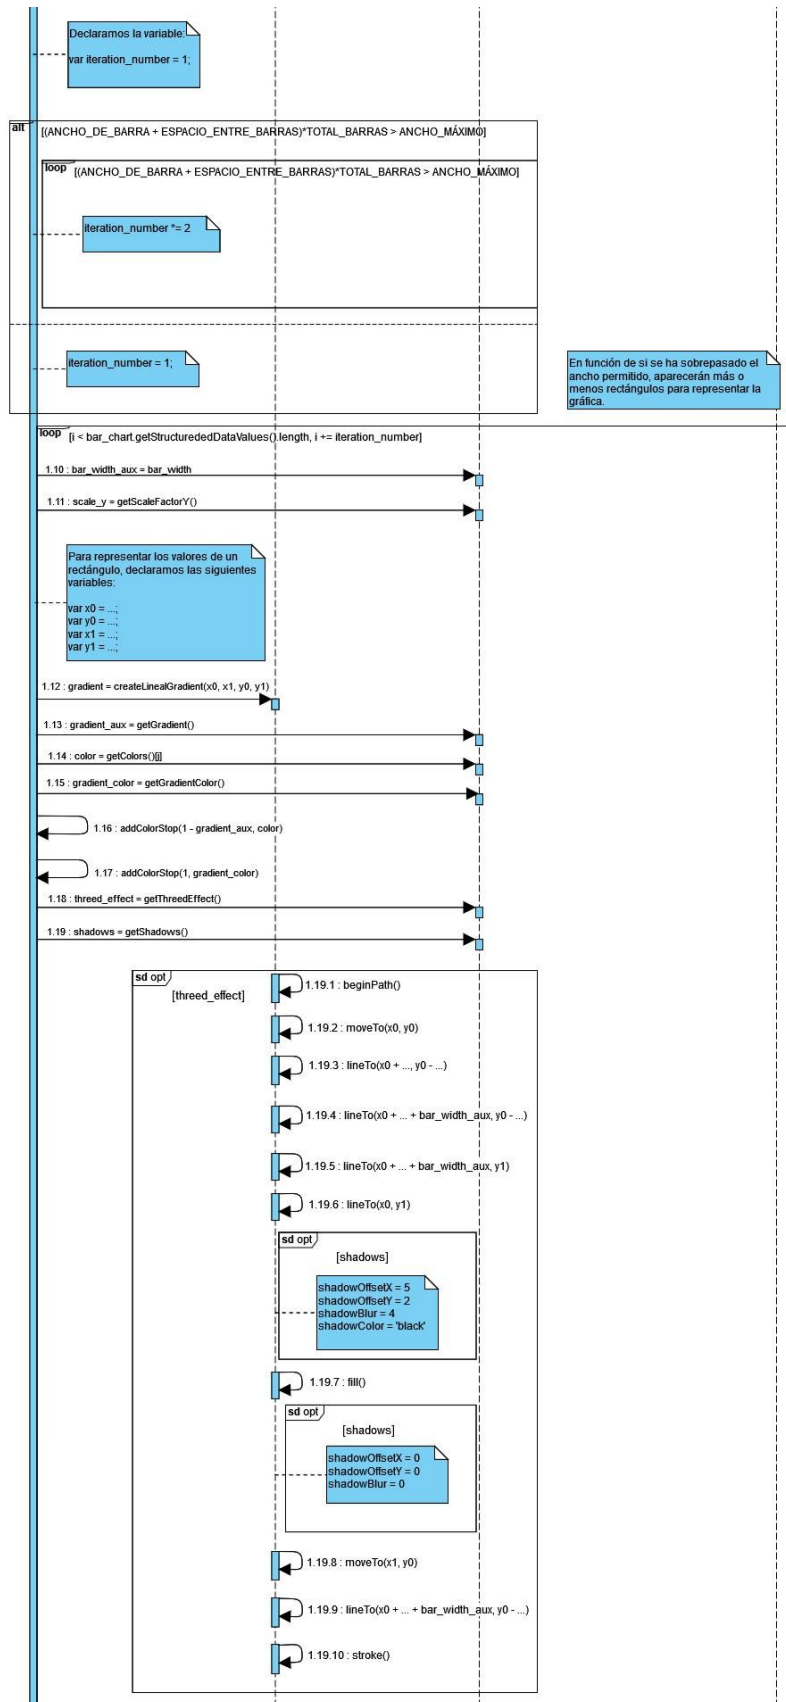 Declaramos la variable:
var iteration_number = 1;
alt
[(ANCHO_DE_BARRA + ESPACIO_ENTRE_BARRAS)*TOTAL_BARRAS > ANCHO_MÁXIMO]
loop
[(ANCHO_DE_BARRA + ESPACIO_ENTRE_BARRAS)*TOTAL_BARRAS > ANCHO_MÁXIMO]
iteration_number *= 2
iteration_number = 1;
En función de si se ha sobrepasado el
ancho permitido, aparecerán más o
menos rectángulos para representar la
gráfica.
loop
[i < bar_chart.getStructurededDataValues().length, i += iteration_number]
1.10 : bar_width_aux = bar_width
1.11 : scale_y = getScaleFactorY()
Para representar los valores de un
rectángulo, declaramos las siguientes
variables:
var x0 = ...;
var y0 = ...;
var x1 = ...;
var y1 = ...;
1.12 : gradient = createLinealGradient(x0, x1, y0, y1)
1.13 : gradient_aux = getGradient()
1.14 : color = getColors()[j]
1.15 : gradient_color = getGradientColor()
1.16 : addColorStop(1 - gradient_aux, color)
1.17 : addColorStop(1, gradient_color)
1.18 : threed_effect = getThreedEffect()
1.19 : shadows = getShadows()
sd opt
[threed_effect]
1.19.1 : beginPath()
1.19.2 : moveTo(x0, y0)
1.19.3 : lineTo(x0 + ..., y0 - ...)
1.19.4 : lineTo(x0 + ... + bar_width_aux, y0 - ...)
1.19.5 : lineTo(x0 + ... + bar_width_aux, y1)
1.19.6 : lineTo(x0, y1)
sd opt
[shadows]
shadowOffsetX = 5
shadowOffsetY = 2
shadowBlur = 4
shadowColor = 'black'
1.19.7 : fill()
sd opt
[shadows]
shadowOffsetX = 0
shadowOffsetY = 0
shadowBlur = 0
1.19.8 : moveTo(x1, y0)
1.19.9 : lineTo(x0 + ... + bar_width_aux, y0 - ...)
1.19.10 : stroke()